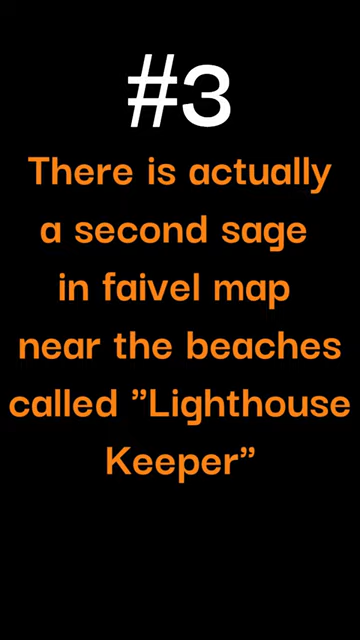 #3
There is actually
a second sage
in faivel map
near the beaches
called ”Lighthouse
Keeper”